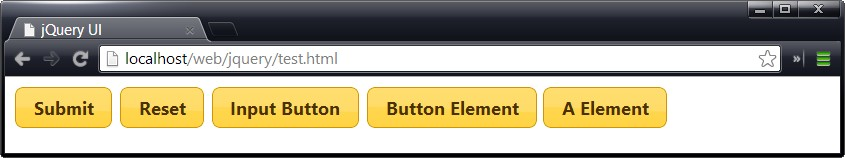 jQuery UI
localhost/web/jquery/test.html
Submit Reset Input Button Button Element A Element